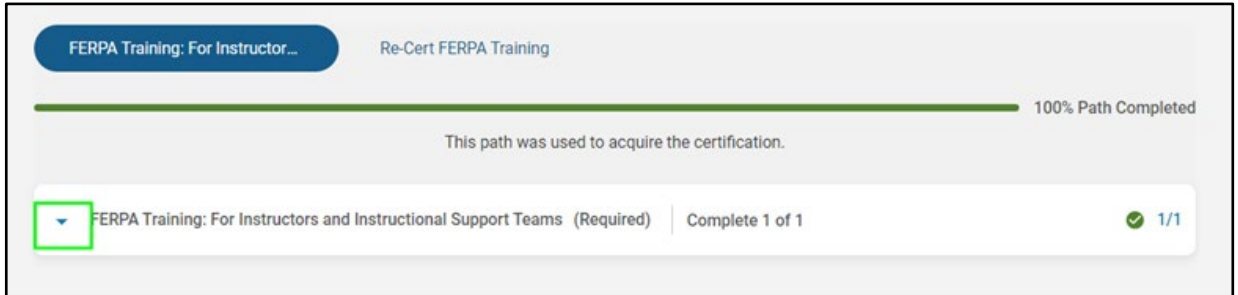 FERPA Training: For Instructor... Re-Cert FERPA Training
100% Path Completed
This path was used to acquire the certification.
FERPA Training: For Instructors and Instructional Support Teams (Required) Complete 1 of 1 1/1